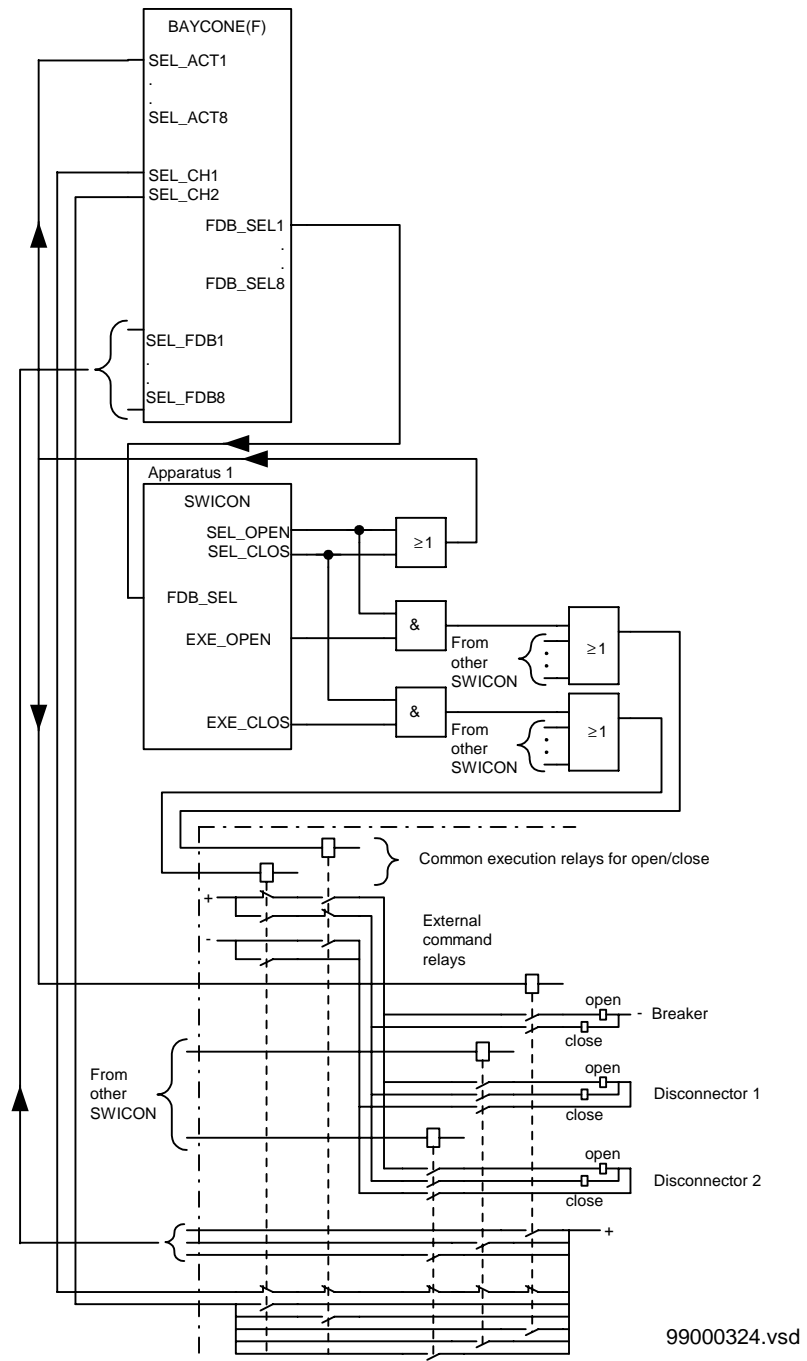 BAYCONE(F)
SEL_ACT1
.
.
SEL_ACT8
SEL_CH1
SEL_CH2
FDB_SEL1
.
.
FDB_SEL8
SEL_FDB1
.
.
SEL_FDB8
Apparatus 1
SWICON
SEL_OPEN
SEL_CLOS
≥1
FDB_SEL
EXE_OPEN
&
From
other
SWICON
≥1
EXE_CLOS
&
From
other
SWICON
≥1
Common execution relays for open/close
+
-
External
command
relays
open
- Breaker
close
From
other
SWICON
open
Disconnector 1
close
open
Disconnector 2
close
+
99000324.vsd